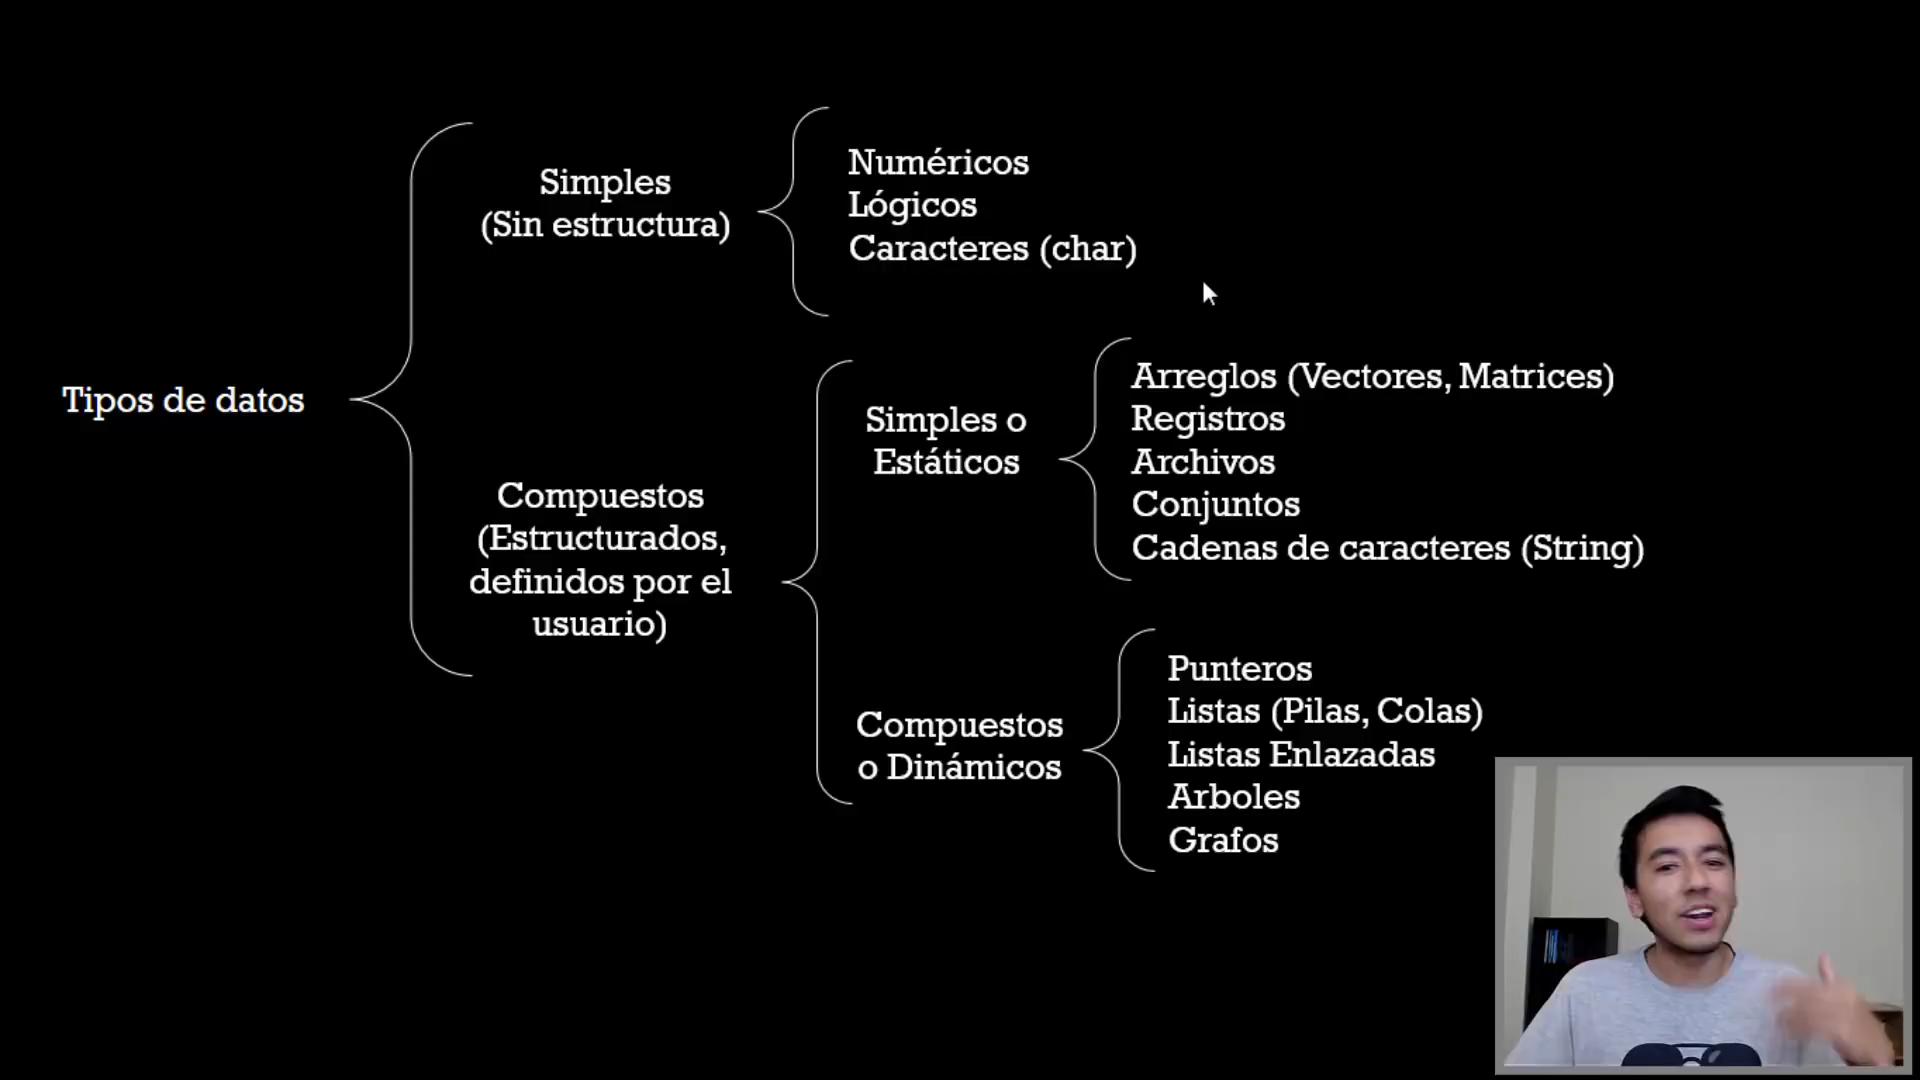 Tipos de datos
Simples
(Sin estructura)
Numéricos
Lógicos
Caracteres (char)
Compuestos
(Estructurados,
definidos por el
usuario)
Simples o
Estáticos
Arreglos (Vectores, Matrices)
Registros
Archivos
Conjuntos
Cadenas de caracteres (String)
Compuestos
o Dinámicos
Punteros
Listas (Pilas, Colas)
Listas Enlazadas
Arboles
Grafos